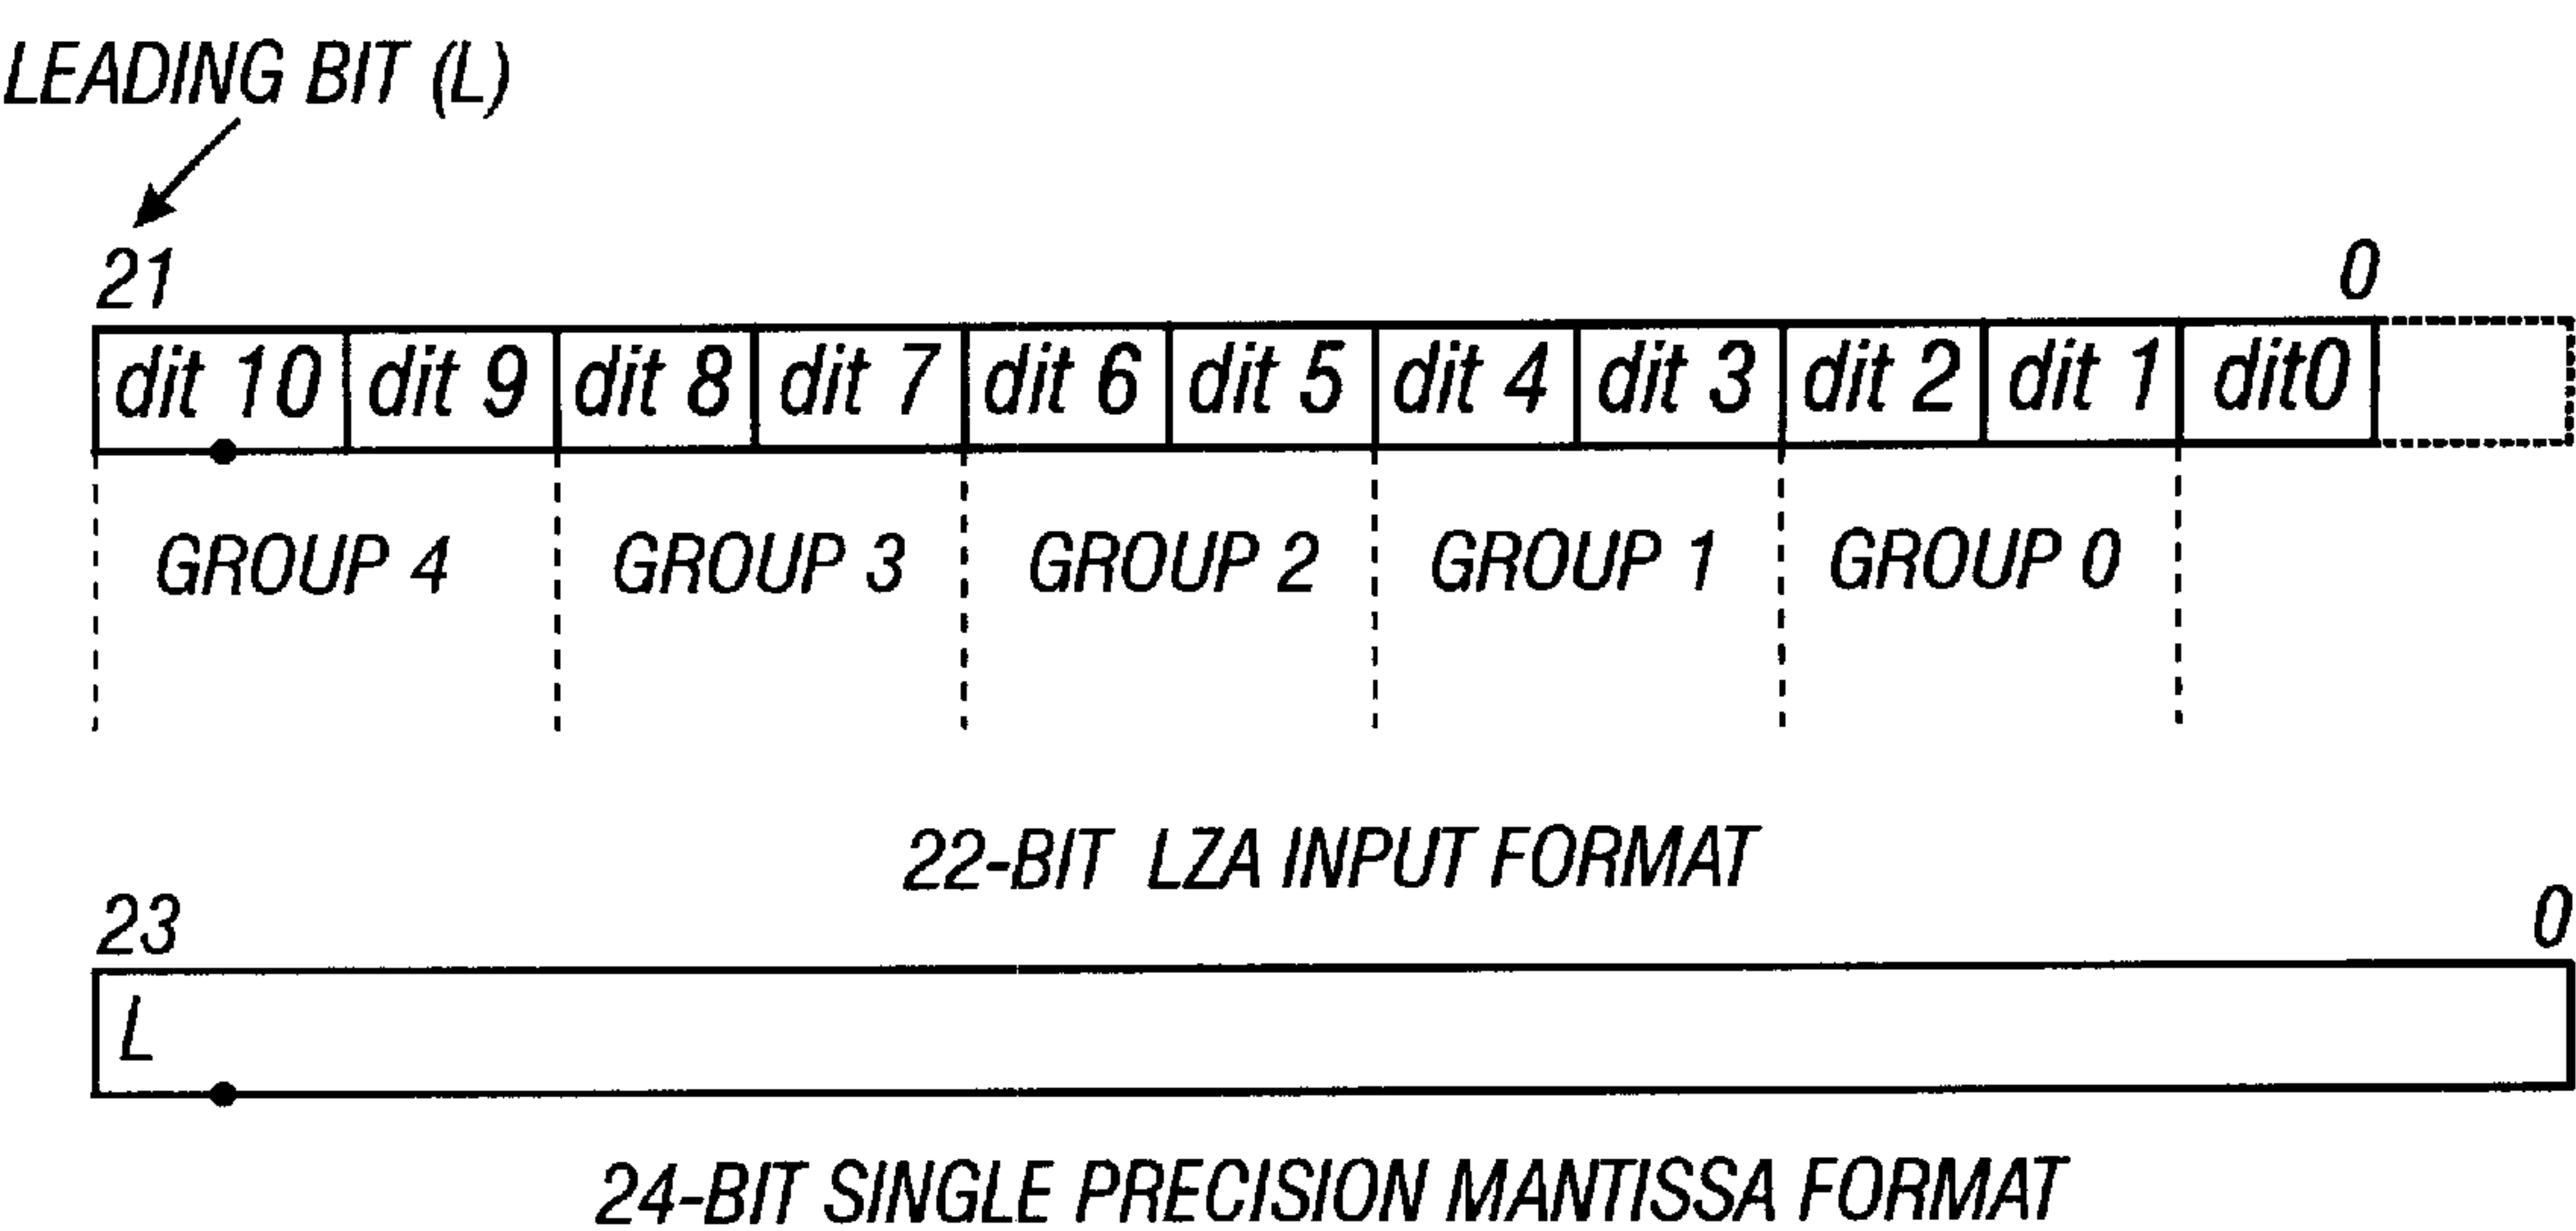 LEADING BIT (L)
21 0
dit 10 dit 9 dit 8 dit 7 dit 6 dit 5 dit 4 dit 3 dit 2 dit 1 dit0
GROUP 4 GROUP 3 GROUP 2 GROUP 1 GROUP 0
22-BIT LZA INPUT FORMAT
23 0
L
24-BIT SINGLE PRECISION MANTISSA FORMAT